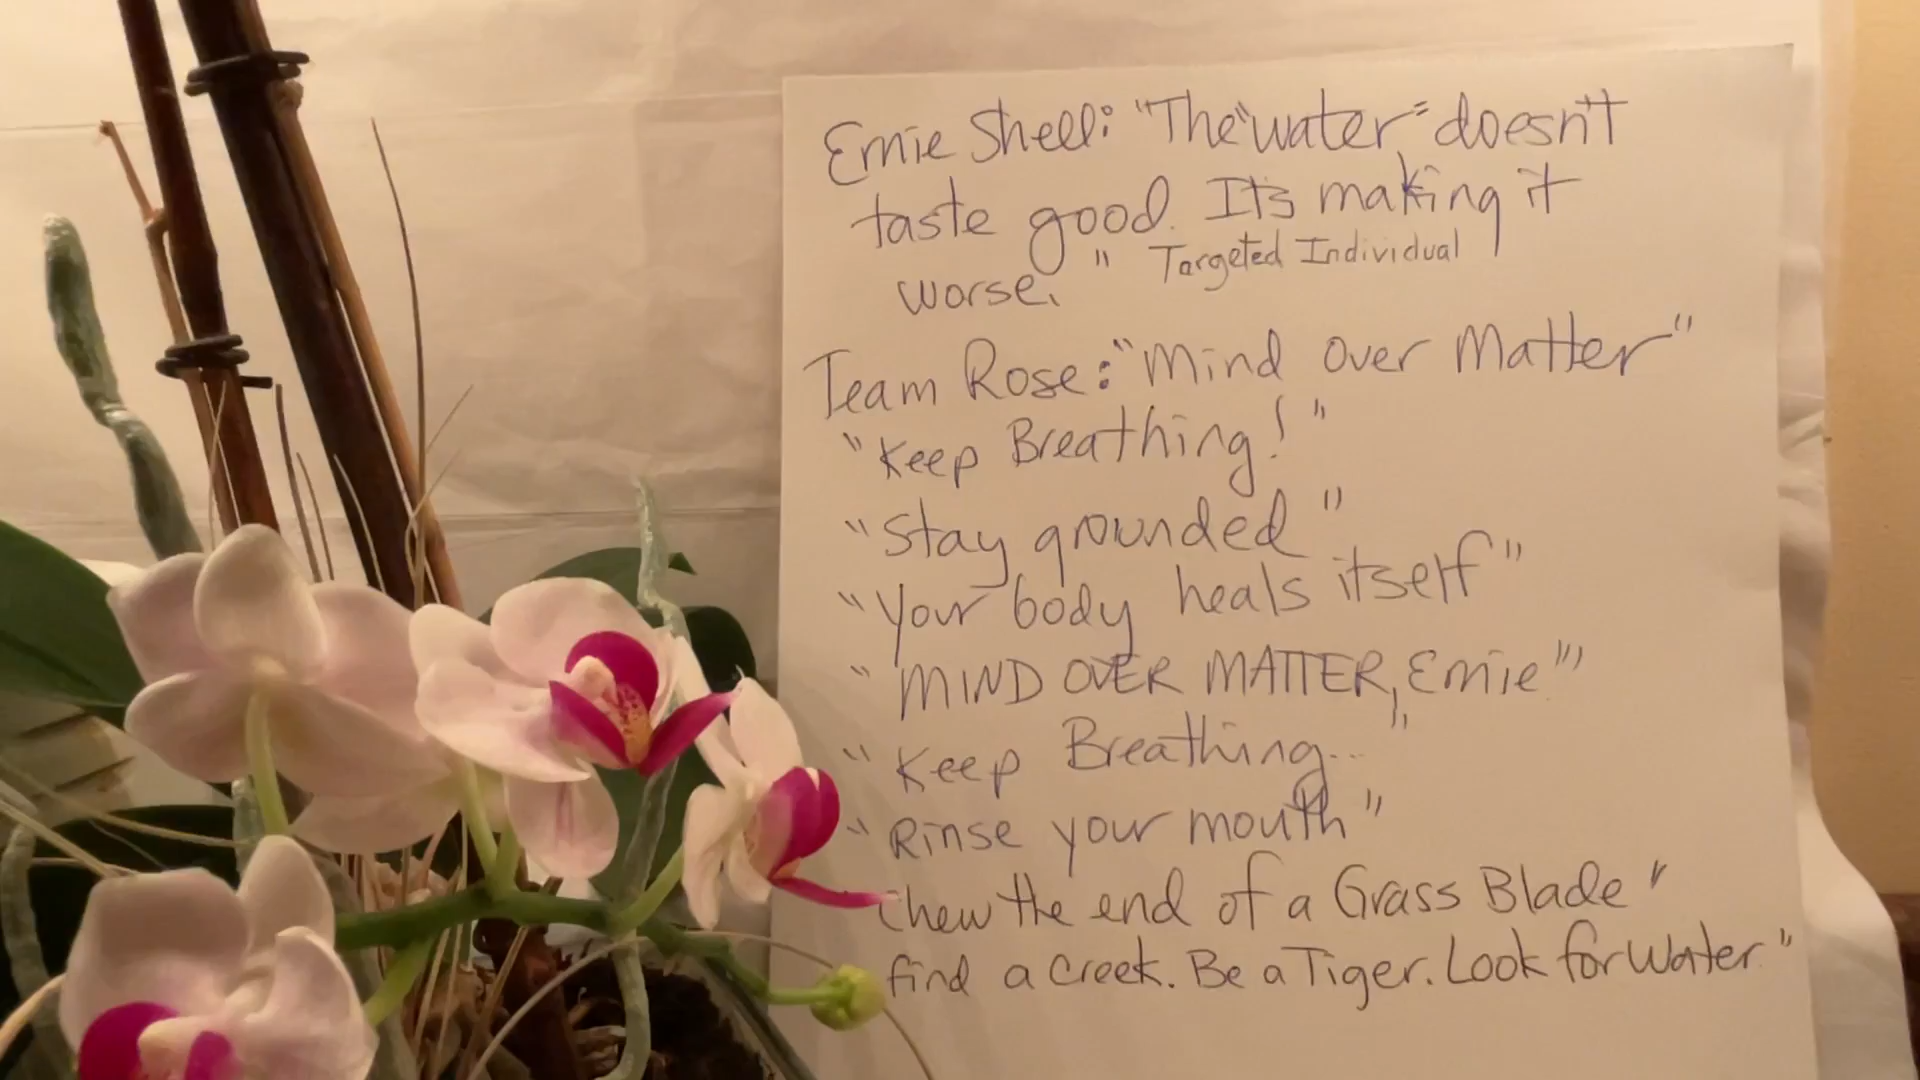 Ernie Shell: "The "water" doesn't
taste good. It's making it
worse." Targeted Individual
Team Rose: "Mind Over Matter"
"Keep Breathing!"
"Stay grounded"
"Your body heals itself"
"MIND OVER MATTER, Ernie'"
"Keep Breathing..."
"Rinse your mouth"
Chew the end of a Grass Blade"
find a creek. Be a Tiger. Look for Water."